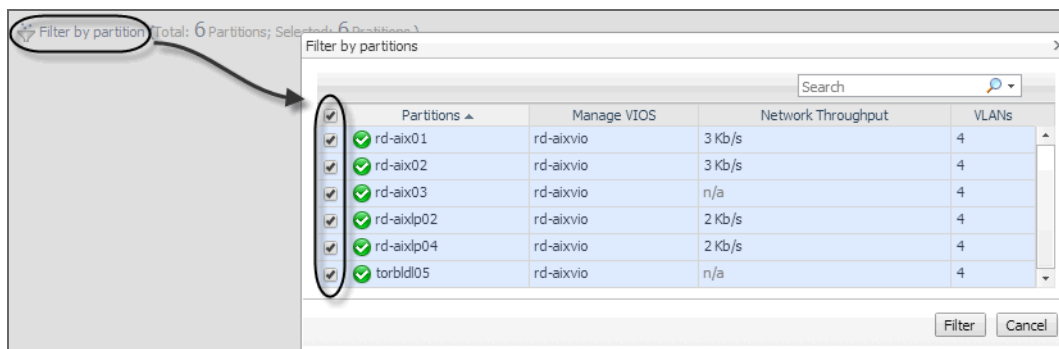 Filter by partition (Total: 6 Partitions; Selected: 6 Pratitions )
Filter by partitions
Search
Partitions Manage VIOS Network Throughput VLANs
rd-aix01 rd-aixvio 3 Kb/s 4
rd-aix02 rd-aixvio 3 Kb/s 4
rd-aix03 rd-aixvio n/a 4
rd-aixlp02 rd-aixvio 2 Kb/s 4
rd-aixlp04 rd-aixvio 2 Kb/s 4
torbldl05 rd-aixvio n/a 4
Filter Cancel